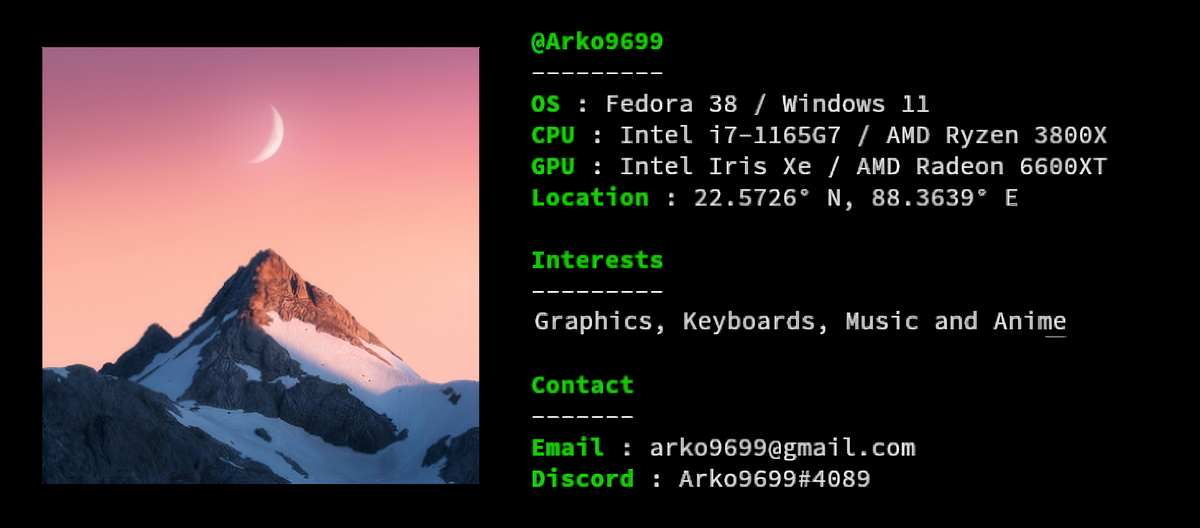 @Arko9699
---------
OS : Fedora 38 / Windows 11
CPU : Intel i7-1165G7 / AMD Ryzen 3800X
GPU : Intel Iris Xe / AMD Radeon 6600XT
Location : 22.5726° N, 88.3639° E
Interests
---------
Graphics, Keyboards, Music and Anime
Contact
-------
Email : arko9699@gmail.com
Discord : Arko9699#4089